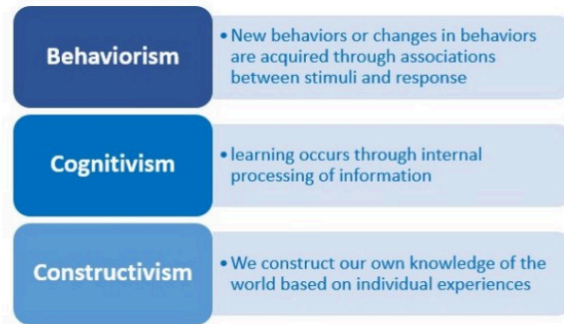 Behaviorism
• New behaviors or changes in behaviors
are acquired through associations
between stimuli and response
Cognitivism
• learning occurs through internal
processing of information
Constructivism
• We construct our own knowledge of the
world based on individual experiences